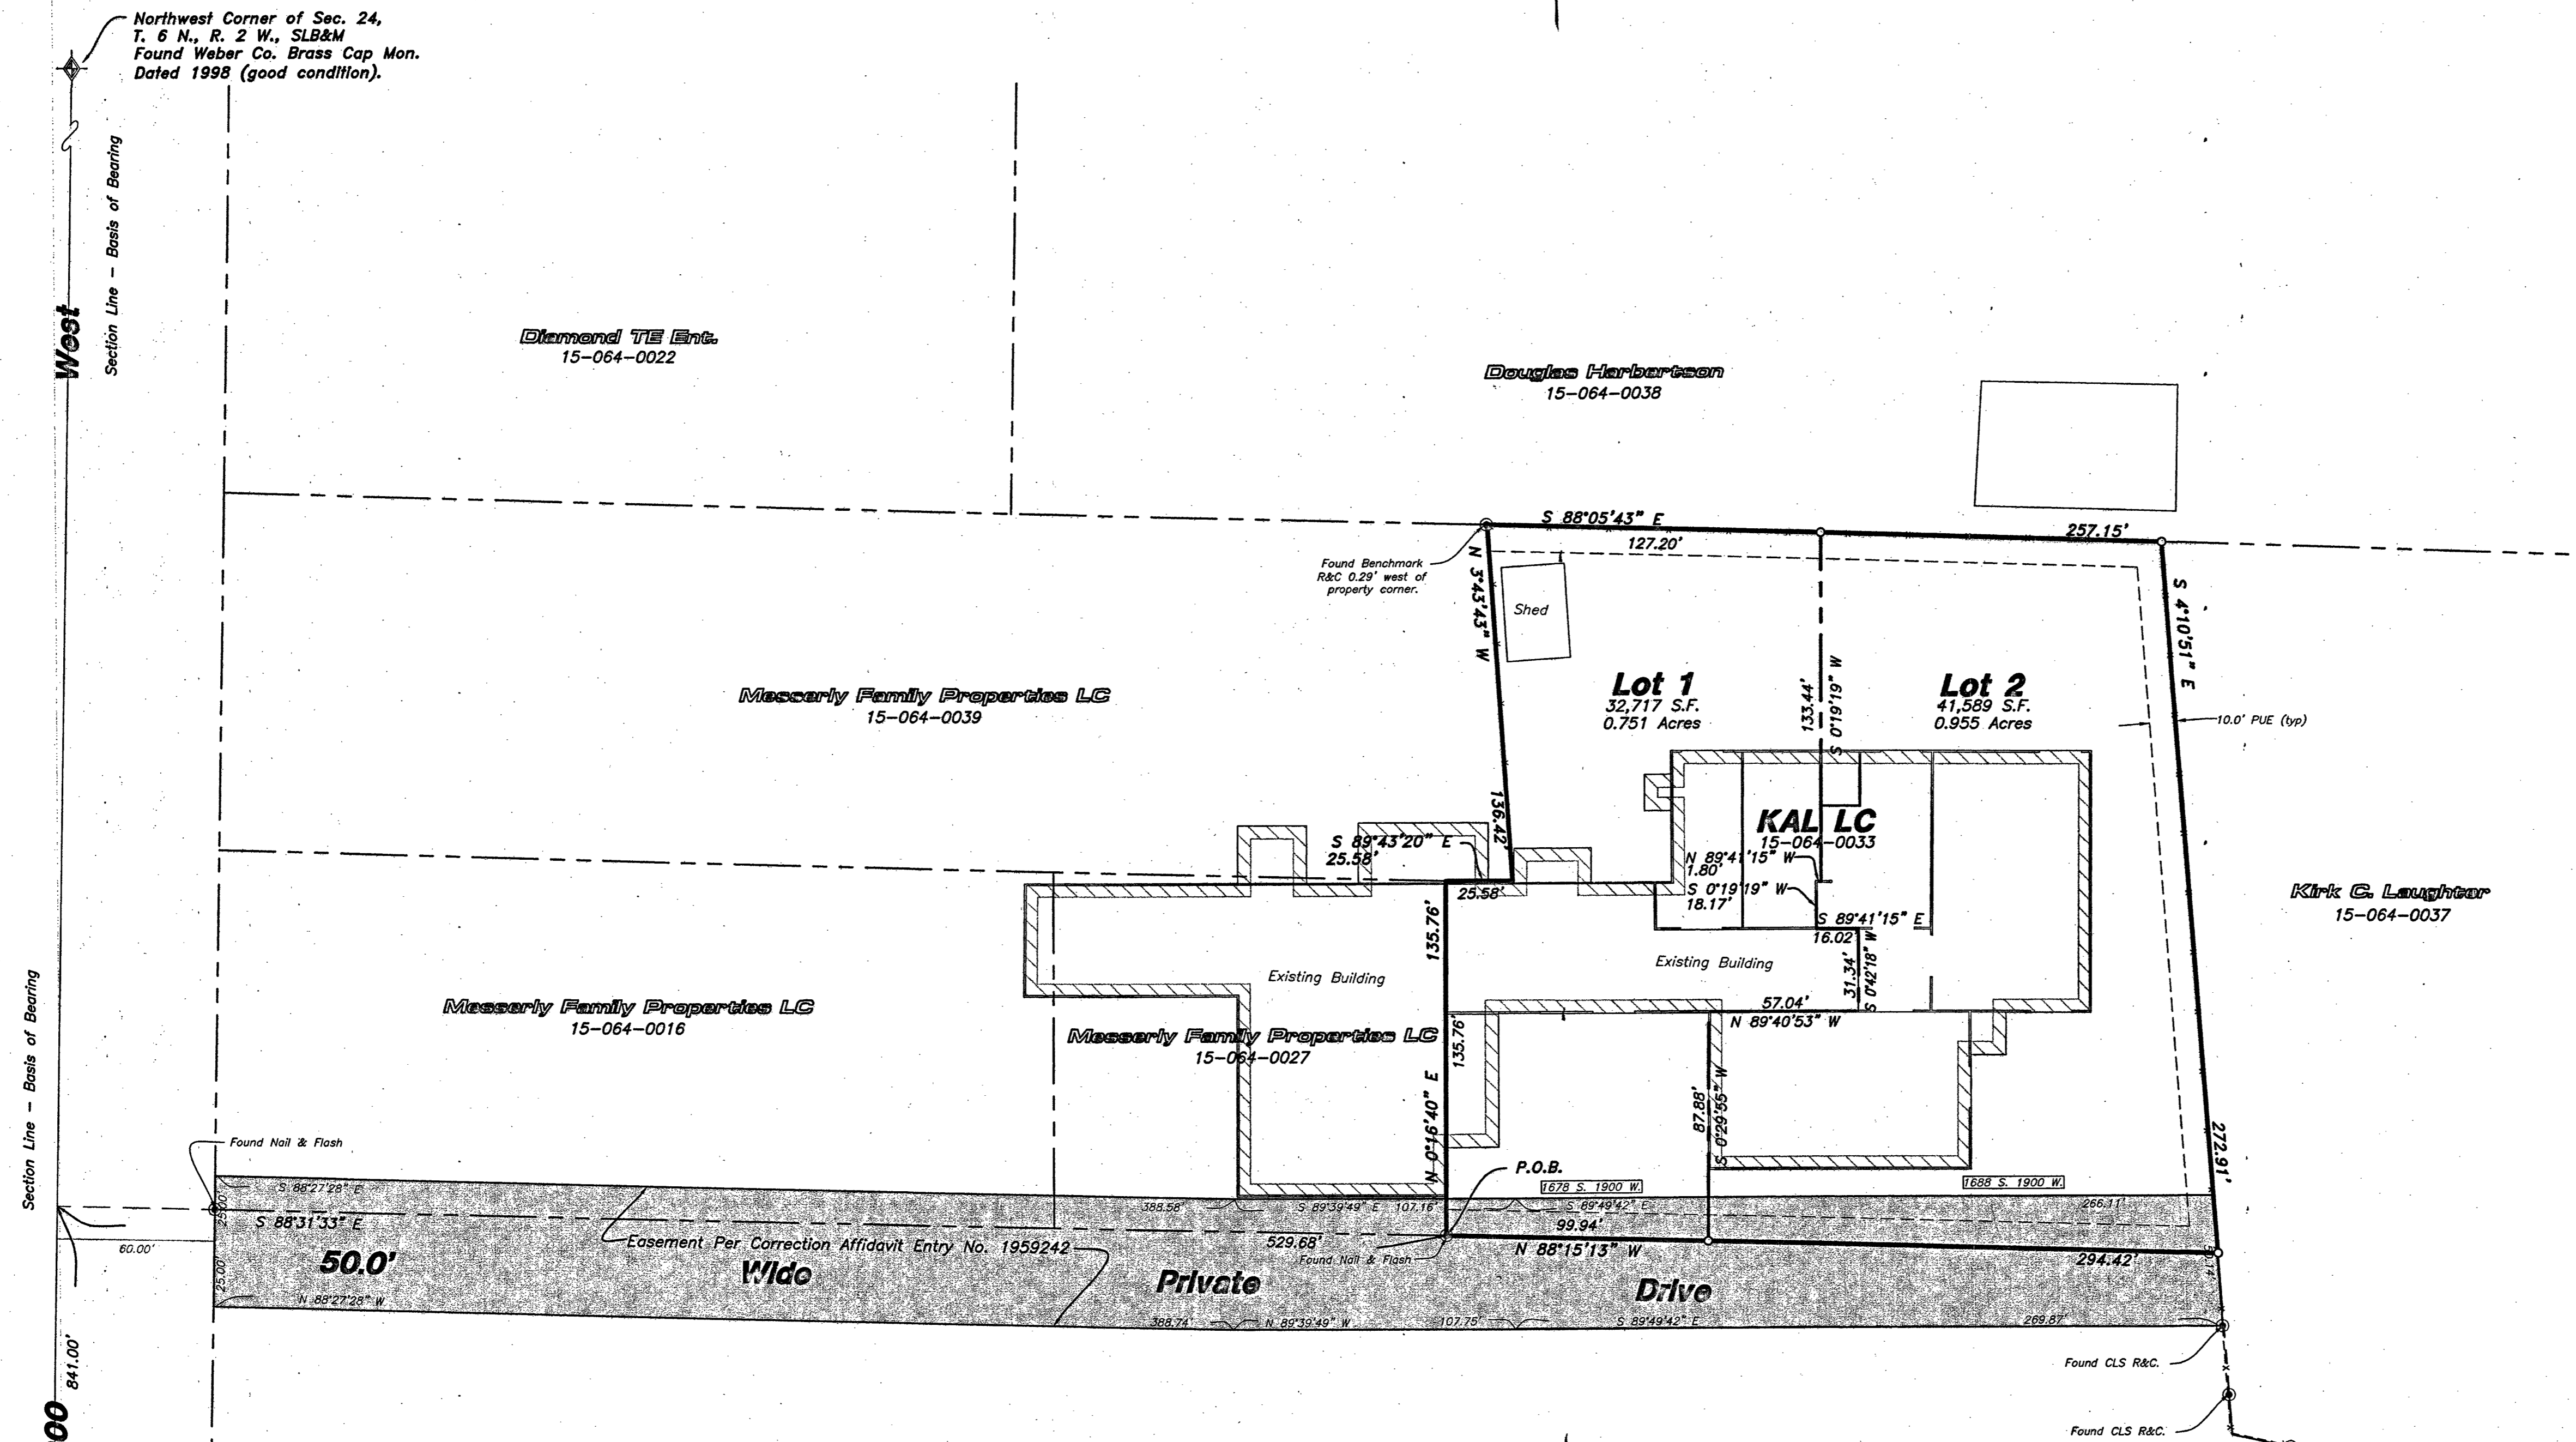 Northwest Corner of Sec. 24,
T. 6 N., R. 2 W., SLB&M
Found Weber Co. Brass Cap Mon.
Dated 1998 (good condition).
West
Section Line - Basis of Bearing
Diamond TE Ent.
15-064-0022
Douglas Harbertson
15-064-0038
S 88°05'43" E
257.15'
127.20'
Found Benchmark
R&C 0.29' west of
property corner.
N 3°43'43" W
136.42'
Shed
S 4°10'51" E
272.91'
Lot 1
32,717 S.F.
0.751 Acres
133.44'
S 0°19'19" W
Lot 2
41,589 S.F.
0.955 Acres
10.0' PUE (typ)
Messerly Family Properties LC
15-064-0039
KAL LC
15-064-0033
S 89°43'20" E
25.58'
25.58'
N 89°41'15" W
1.80'
S 0°19'19" W
18.17'
S 89°41'15" E
16.02'
Kirk C. Laughter
15-064-0037
135.76'
Existing Building
Existing Building
31.34'
S 0°42'18" W
57.04'
N 89°40'53" W
Section Line - Basis of Bearing
Messerly Family Properties LC
15-064-0016
Messerly Family Properties LC
15-064-0027
135.76'
N 0°16'40" E
87.88'
S 0°29'55" W
Found Nail & Flash
P.O.B.
1678 S. 1900 W.
1688 S. 1900 W.
S 88°27'28" E
25.00'
388.58'
S 89°39'49" E
107.16'
S 89°49'42" E
266.11'
S 88°31'33" E
99.94'
60.00'
Easement Per Correction Affidavit Entry No. 1959242
529.68'
Found Nail & Flash
N 88°15'13" W
294.42'
50.0'
Wide
Private
Drive
25.00'
N 88°27'28" W
388.74'
N 89°39'49" W
107.75'
S 89°49'42" E
269.87'
841.00'
00
Found CLS R&C.
Found CLS R&C.